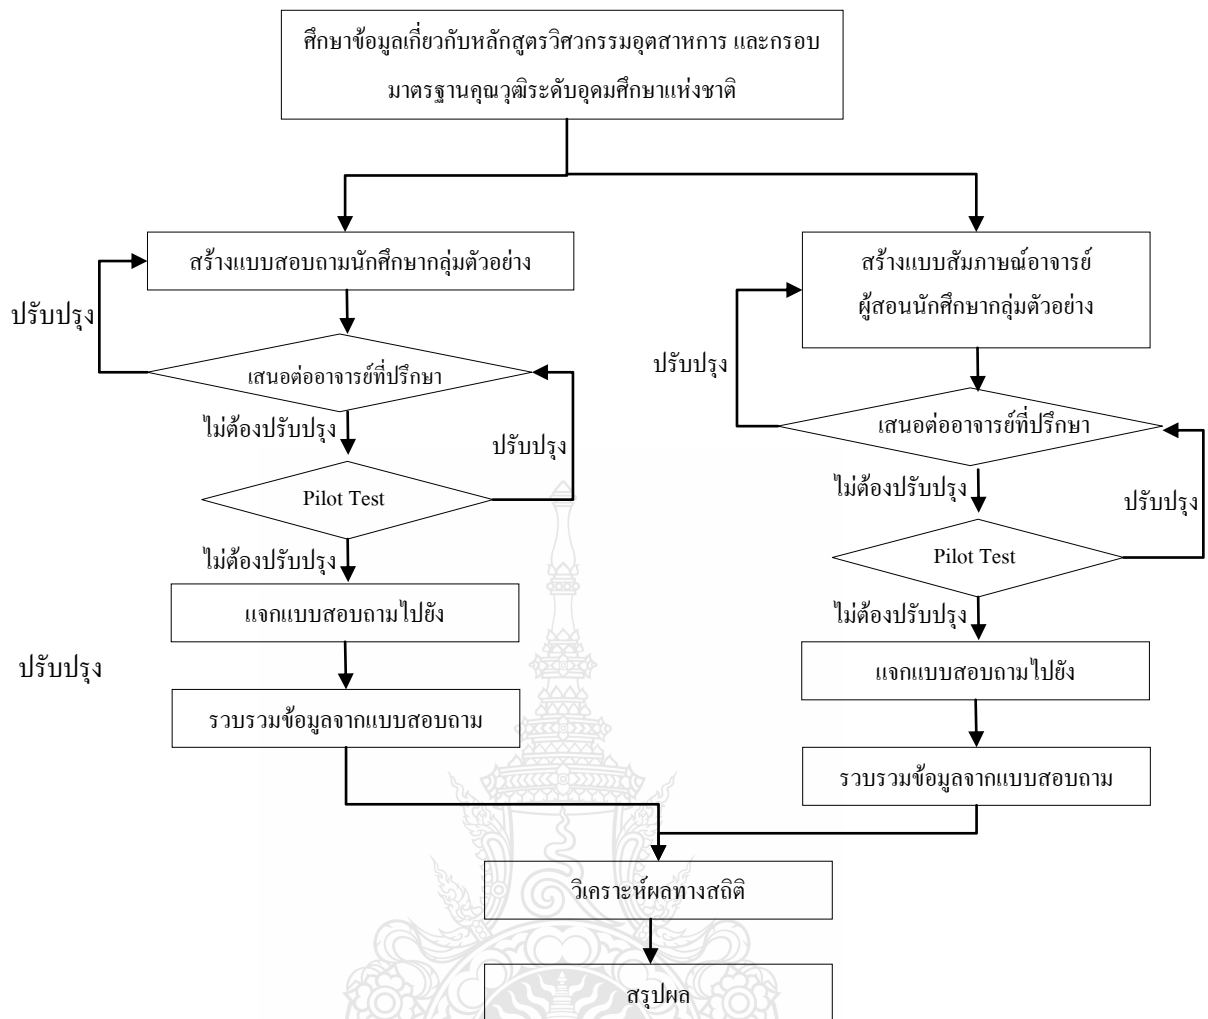 ศึกษาข้อมูลเกี่ยวกับหลักสูตรวิศวกรรมอุตสาหการ และกรอบ
มาตรฐานคุณวุฒิระดับอุดมศึกษาแห่งชาติ
สร้างแบบสอบถามนักศึกษากลุ่มตัวอย่าง
ปรับปรุง
เสนอต่ออาจารย์ที่ปรึกษา
ไม่ต้องปรับปรุง
ปรับปรุง
Pilot Test
ไม่ต้องปรับปรุง
แจกแบบสอบถามไปยัง
ปรับปรุง
รวบรวมข้อมูลจากแบบสอบถาม
สร้างแบบสัมภาษณ์อาจารย์
ผู้สอนนักศึกษากลุ่มตัวอย่าง
ปรับปรุง
เสนอต่ออาจารย์ที่ปรึกษา
ไม่ต้องปรับปรุง
ปรับปรุง
Pilot Test
ไม่ต้องปรับปรุง
แจกแบบสอบถามไปยัง
รวบรวมข้อมูลจากแบบสอบถาม
วิเคราะห์ผลทางสถิติ
สรุปผล